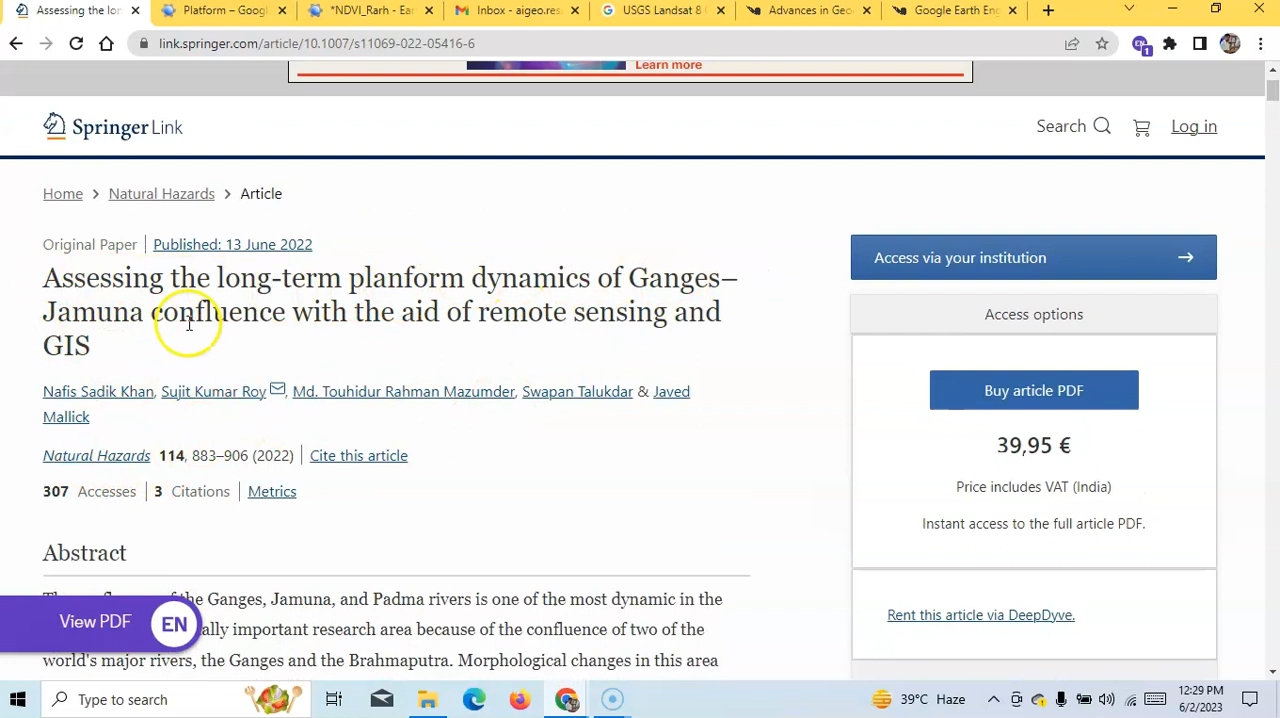 Assessing the long
Platform – Goog
*NDVI_Rarh - Ea
Inbox - aigeo.res
USGS Landsat 8
Advances in Geo
Google Earth En
link.springer.com/article/10.1007/s11069-022-05416-6
1
Learn more
Springer Link
Search
Log in
Home > Natural Hazards > Article
Original Paper | Published: 13 June 2022
Assessing the long-term planform dynamics of Ganges–
Jamuna confluence with the aid of remote sensing and
GIS
Nafis Sadik Khan, Sujit Kumar Roy, Md. Touhidur Rahman Mazumder, Swapan Talukdar & Javed
Mallick
Natural Hazards 114, 883–906 (2022) | Cite this article
307 Accesses | 3 Citations | Metrics
Abstract
the Ganges, Jamuna, and Padma rivers is one of the most dynamic in the
important research area because of the confluence of two of the
world's major rivers, the Ganges and the Brahmaputra. Morphological changes in this area
View PDF EN
Access via your institution
Access options
Buy article PDF
39,95 €
Price includes VAT (India)
Instant access to the full article PDF.
Rent this article via DeepDyve.
Type to search
39°C Haze
12:29 PM
6/2/2023